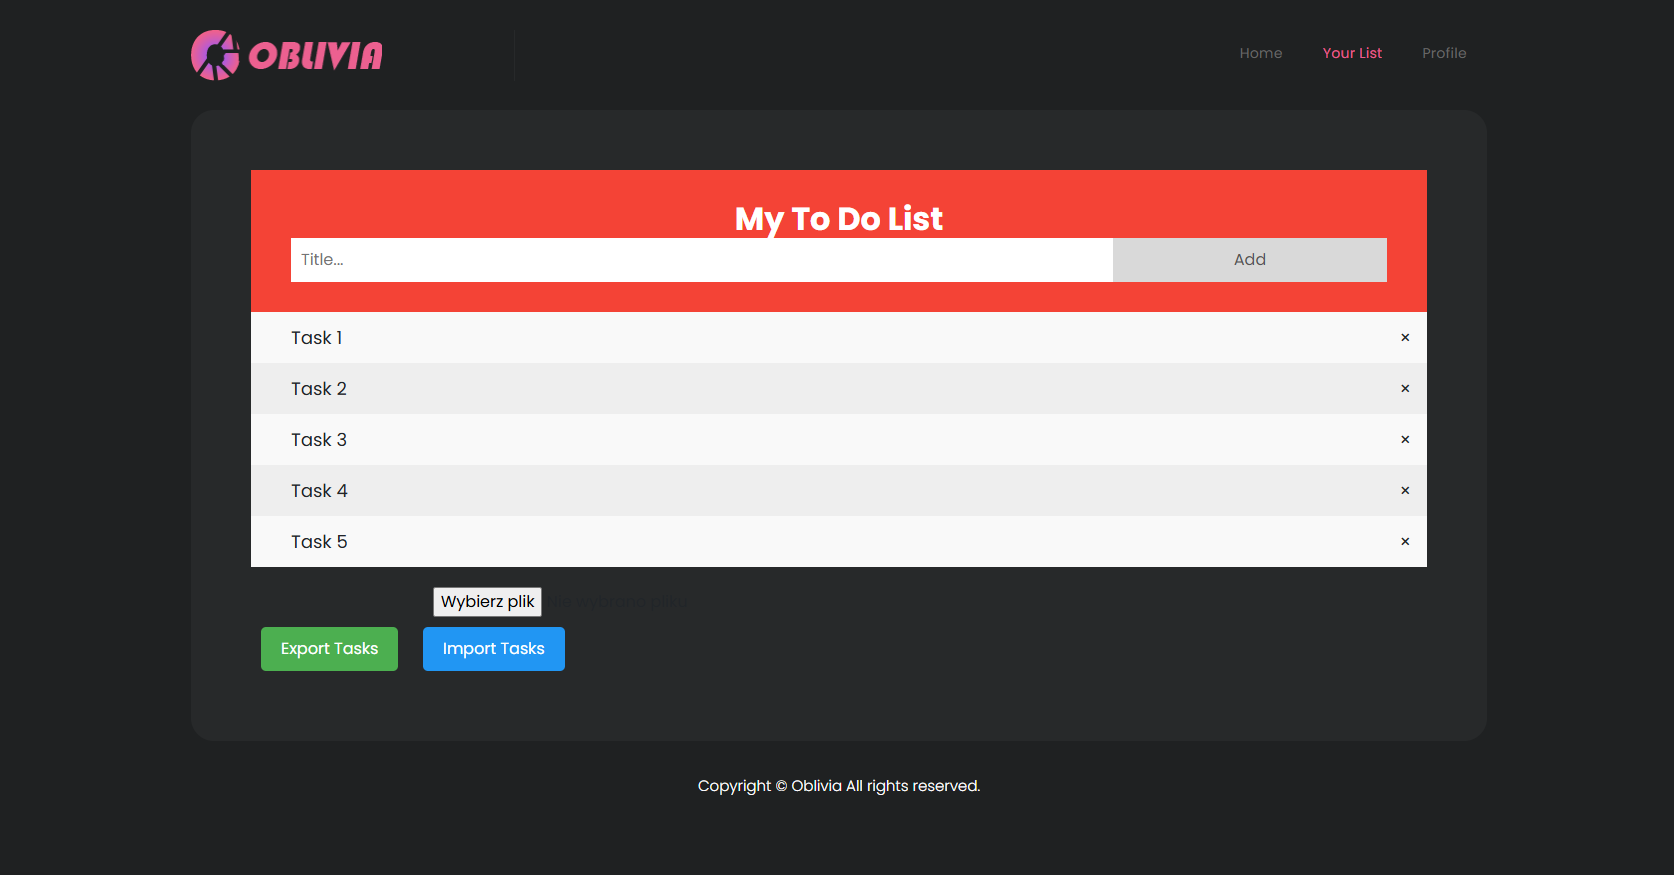 OBLIVIA
Home Your List Profile
My To Do List
Title... Add
Task 1 ×
Task 2 ×
Task 3 ×
Task 4 ×
Task 5 ×
Wybierz plik Nie wybrano pliku
Export Tasks Import Tasks
Copyright © Oblivia All rights reserved.